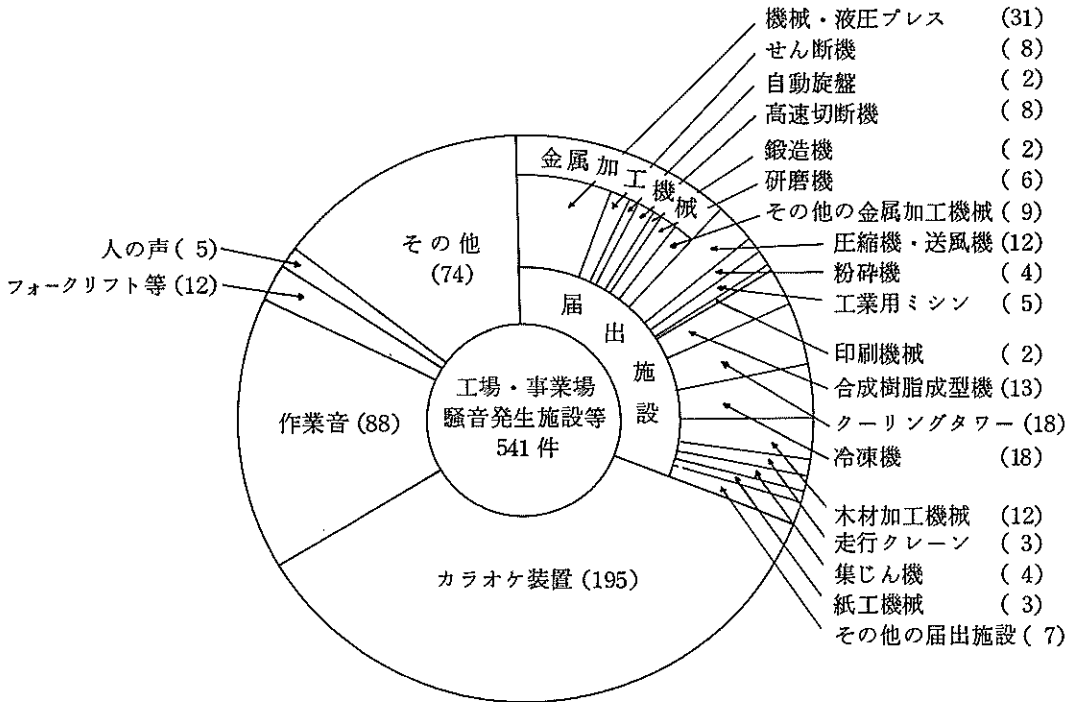 機械・液圧プレス (31)
せん断機 ( 8)
自動旋盤 ( 2)
高速切断機 ( 8)
鍛造機 ( 2)
研磨機 ( 6)
その他の金属加工機械 ( 9)
圧縮機・送風機 (12)
粉砕機 ( 4)
工業用ミシン ( 5)
印刷機械 ( 2)
合成樹脂成型機 (13)
クーリングタワー (18)
冷凍機 (18)
木材加工機械 (12)
走行クレーン ( 3)
集じん機 ( 4)
紙工機械 ( 3)
その他の届出施設 ( 7)
金属加工機械
届出施設
人の声 ( 5)
フォークリフト等 (12)
その他
(74)
作業音 (88)
カラオケ装置 (195)
工場・事業場
騒音発生施設等
541 件